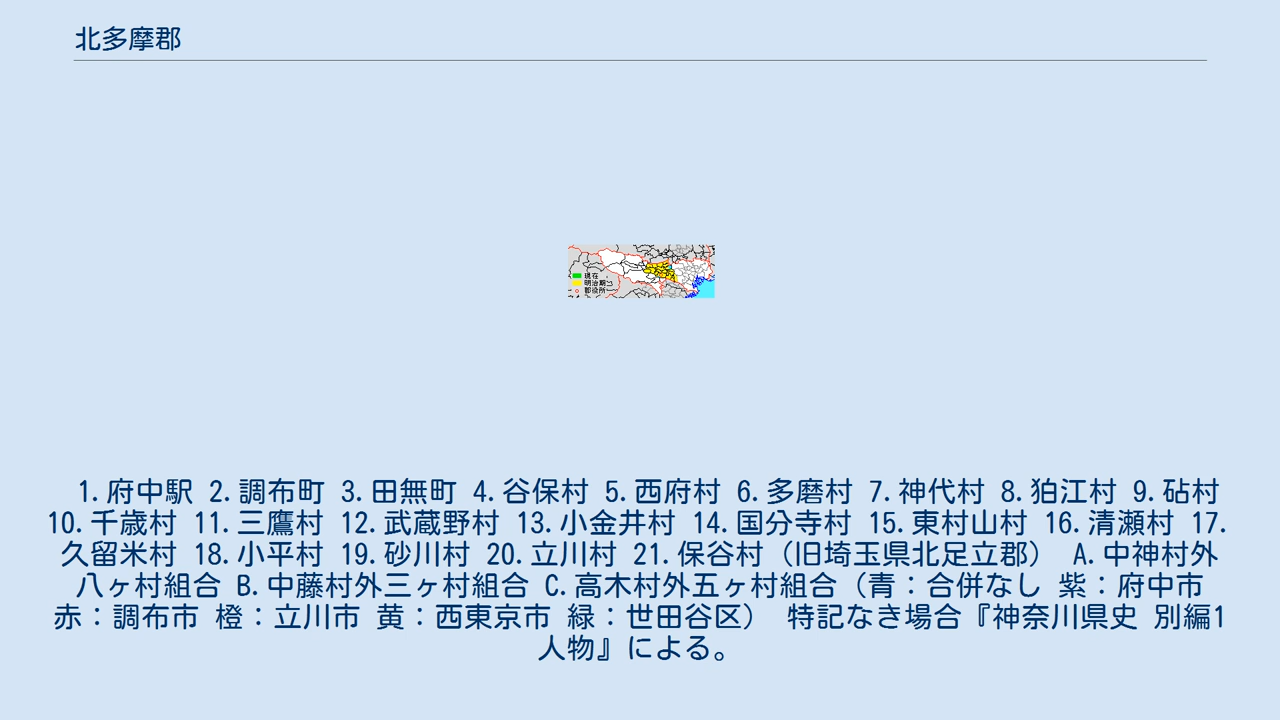 北多摩郡
現在
明治期
郡役所
1.府中駅 2.調布町 3.田無町 4.谷保村 5.西府村 6.多磨村 7.神代村 8.狛江村 9.砧村
10.千歳村 11.三鷹村 12.武蔵野村 13.小金井村 14.国分寺村 15.東村山村 16.清瀬村 17.
久留米村 18.小平村 19.砂川村 20.立川村 21.保谷村（旧埼玉県北足立郡） A.中神村外
八ヶ村組合 B.中藤村外三ヶ村組合 C.高木村外五ヶ村組合（青：合併なし 紫：府中市
赤：調布市 橙：立川市 黄：西東京市 緑：世田谷区） 特記なき場合『神奈川県史 別編1
人物』による。